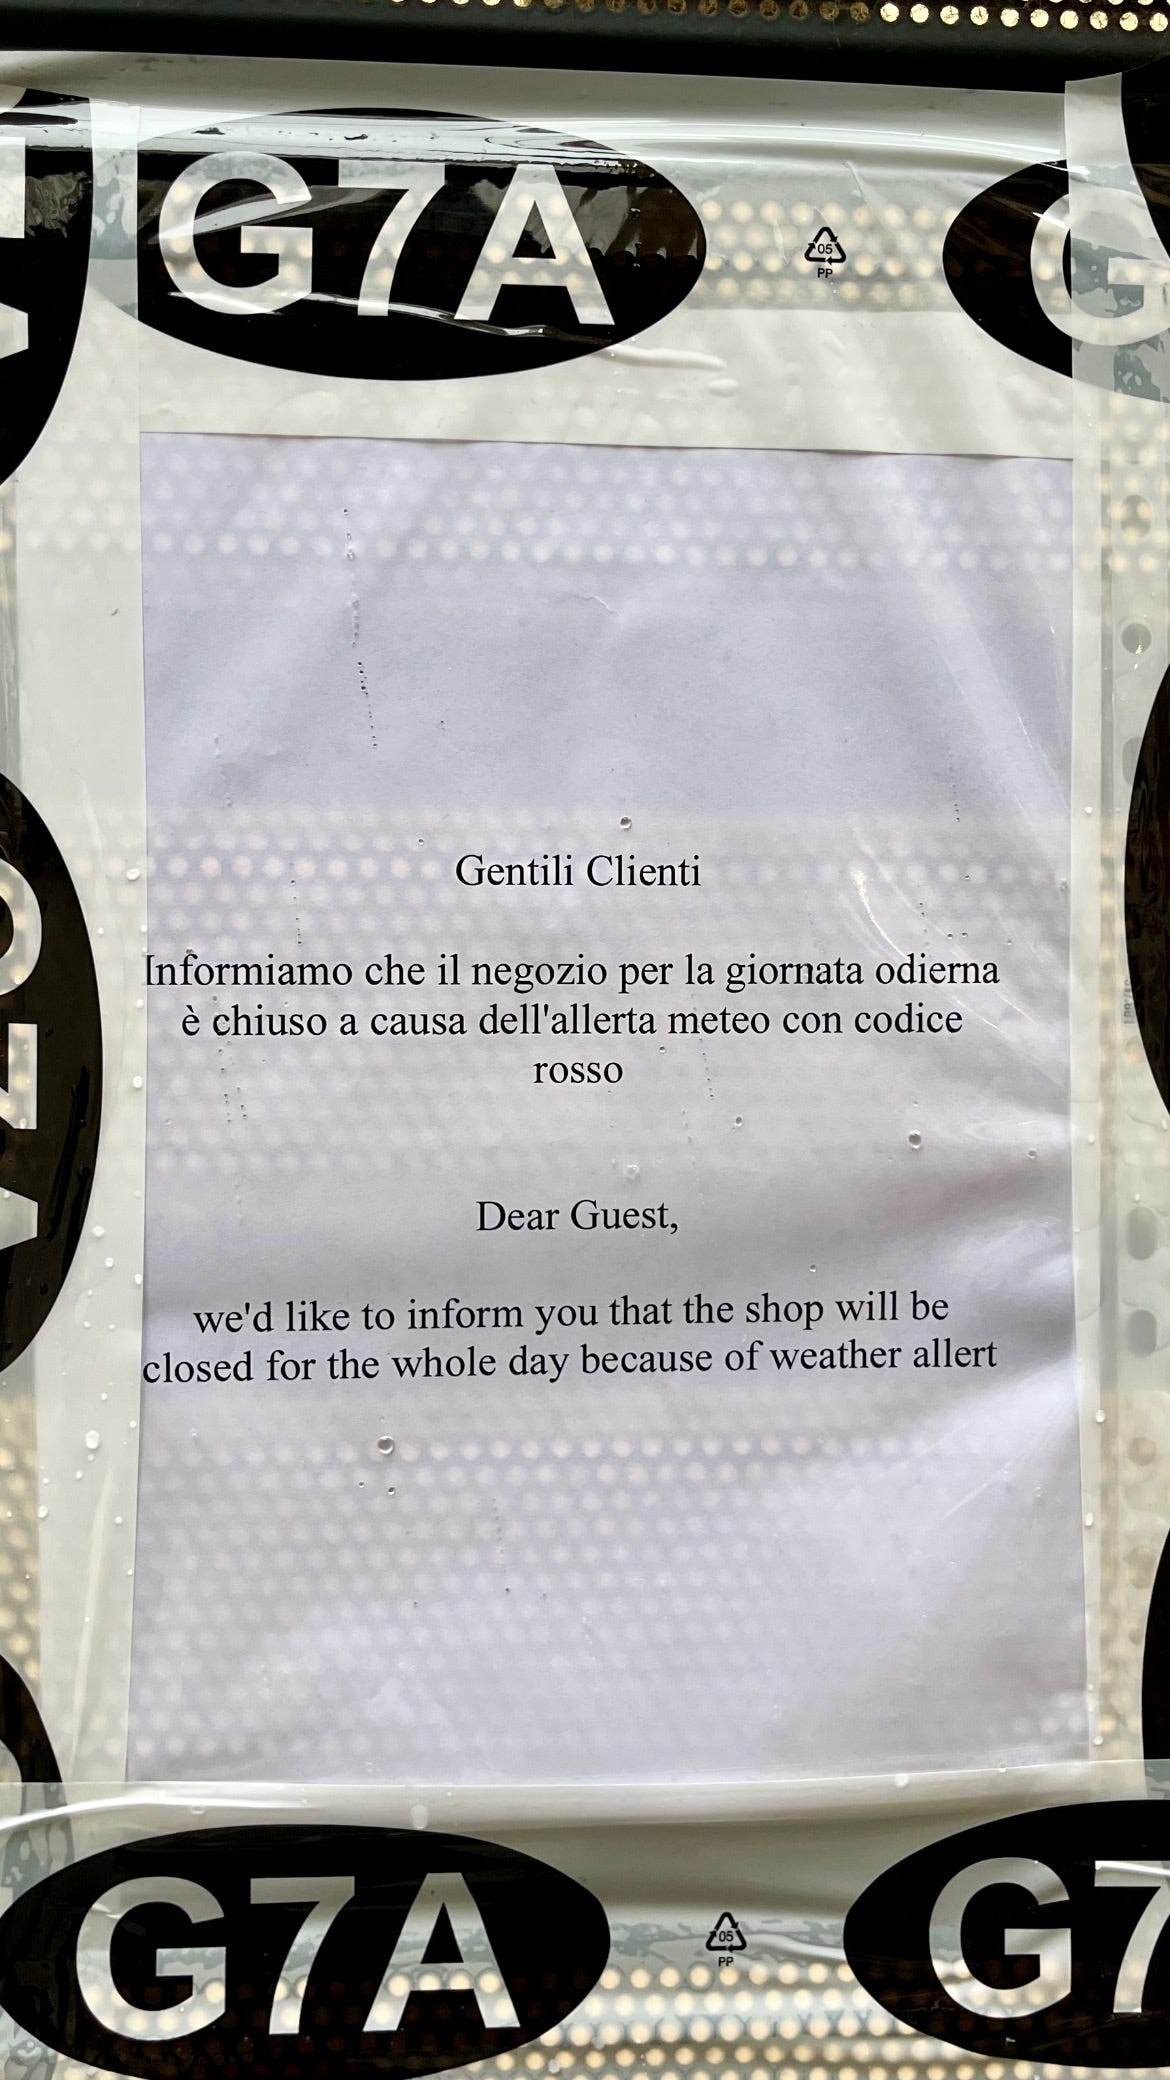 G7A
05
PP
G
Gentili Clienti
Informiamo che il negozio per la giornata odierna
è chiuso a causa dell'allerta meteo con codice
rosso
Dear Guest,
we'd like to inform you that the shop will be
closed for the whole day because of weather allert
G7A
05
PP
G7